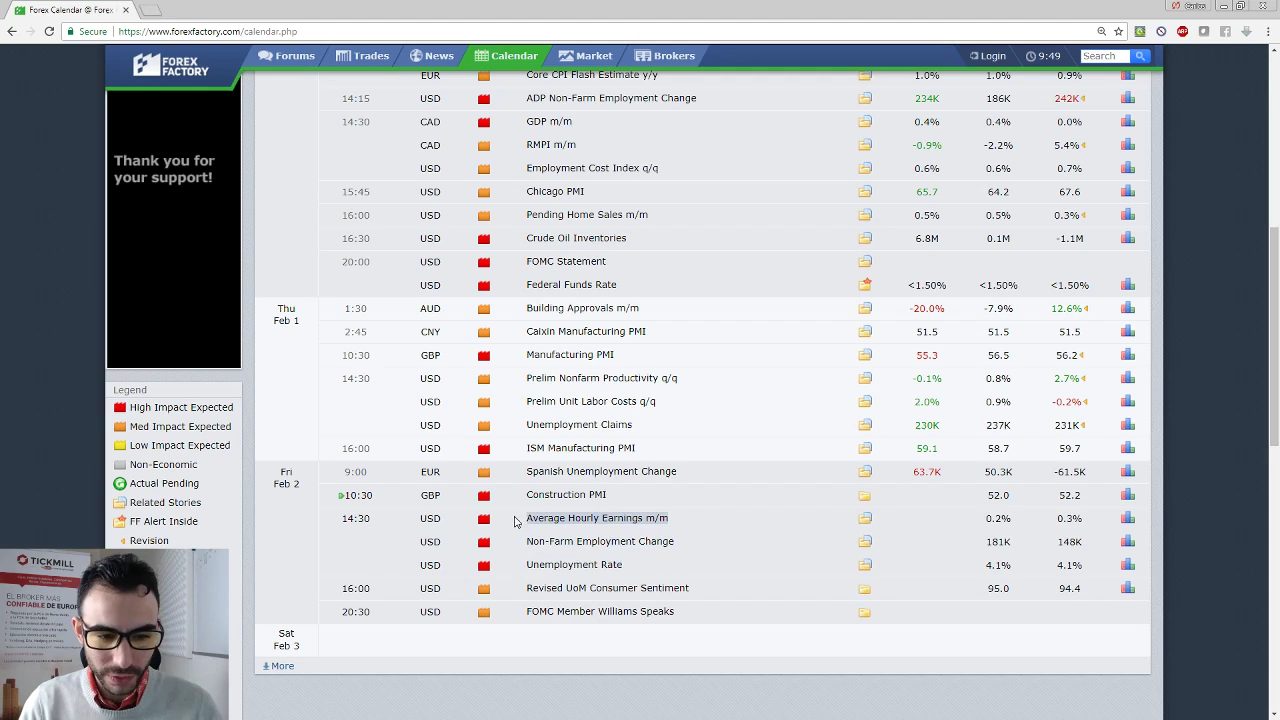 Forex Calendar @ Forex
Secure
https://www.forexfactory.com/calendar.php
FOREX FACTORY
Forums
Trades
Calendar
Market
Brokers
Login
9:49
Search
Thank you for
your support!
EUR Core CPI Flash Estimate y/y 1.0% 0.9%
14:15 USD ADP Non-Farm Employment Change 234K 186K 242K
14:30 CAD GDP m/m 0.4% 0.4% 0.0%
CAD RMPI m/m -0.9% -2.2% 5.4%
USD Employment Cost Index q/q 0.6% 0.6% 0.7%
15:45 USD Chicago PMI 65.7 64.2 67.6
16:00 USD Pending Home Sales m/m 0.5% 0.3%
16:30 USD Crude Oil Inventories 6.8M 0.1M -1.1M
20:00 USD FOMC Statement
USD Federal Funds Rate <1.50% <1.50% <1.50%
Thu
Feb 1
1:30 AUD Building Approvals m/m -20.0% -7.9% 12.6%
2:45 CNY Caixin Manufacturing PMI 51.5 51.5 51.5
10:30 GBP Manufacturing PMI 55.3 56.2
14:30 USD Prelim Nonfarm Productivity q/q -0.1% 0.8% 2.7%
USD Prelim Unit Labor Costs q/q 2.0% 0.9% -0.2%
USD Unemployment Claims 230K 237K 231K
16:00 USD ISM Manufacturing PMI 59.1 58.7 59.7
Fri
Feb 2
9:00 EUR Spanish Unemployment Change 63.7K 50.3K -61.5K
10:30 GBP Construction PMI 52.2
14:30 USD Average Hourly Earnings m/m 0.2% 0.3%
USD Non-Farm Employment Change 181K 148K
USD Unemployment Rate 4.1%
16:00 USD Revised UoM Consumer Sentiment 95.0 94.4
20:30 USD FOMC Member Williams Speaks
Sat
Feb 3
More
Legend
High Impact Expected
Med Impact Expected
Low Impact Expected
Non-Economic
Actual Pending
Related Stories
FF Alert Inside
Revision
TICKMILL
EL BRÓKER MÁS
CONFIABLE DE EUROPA